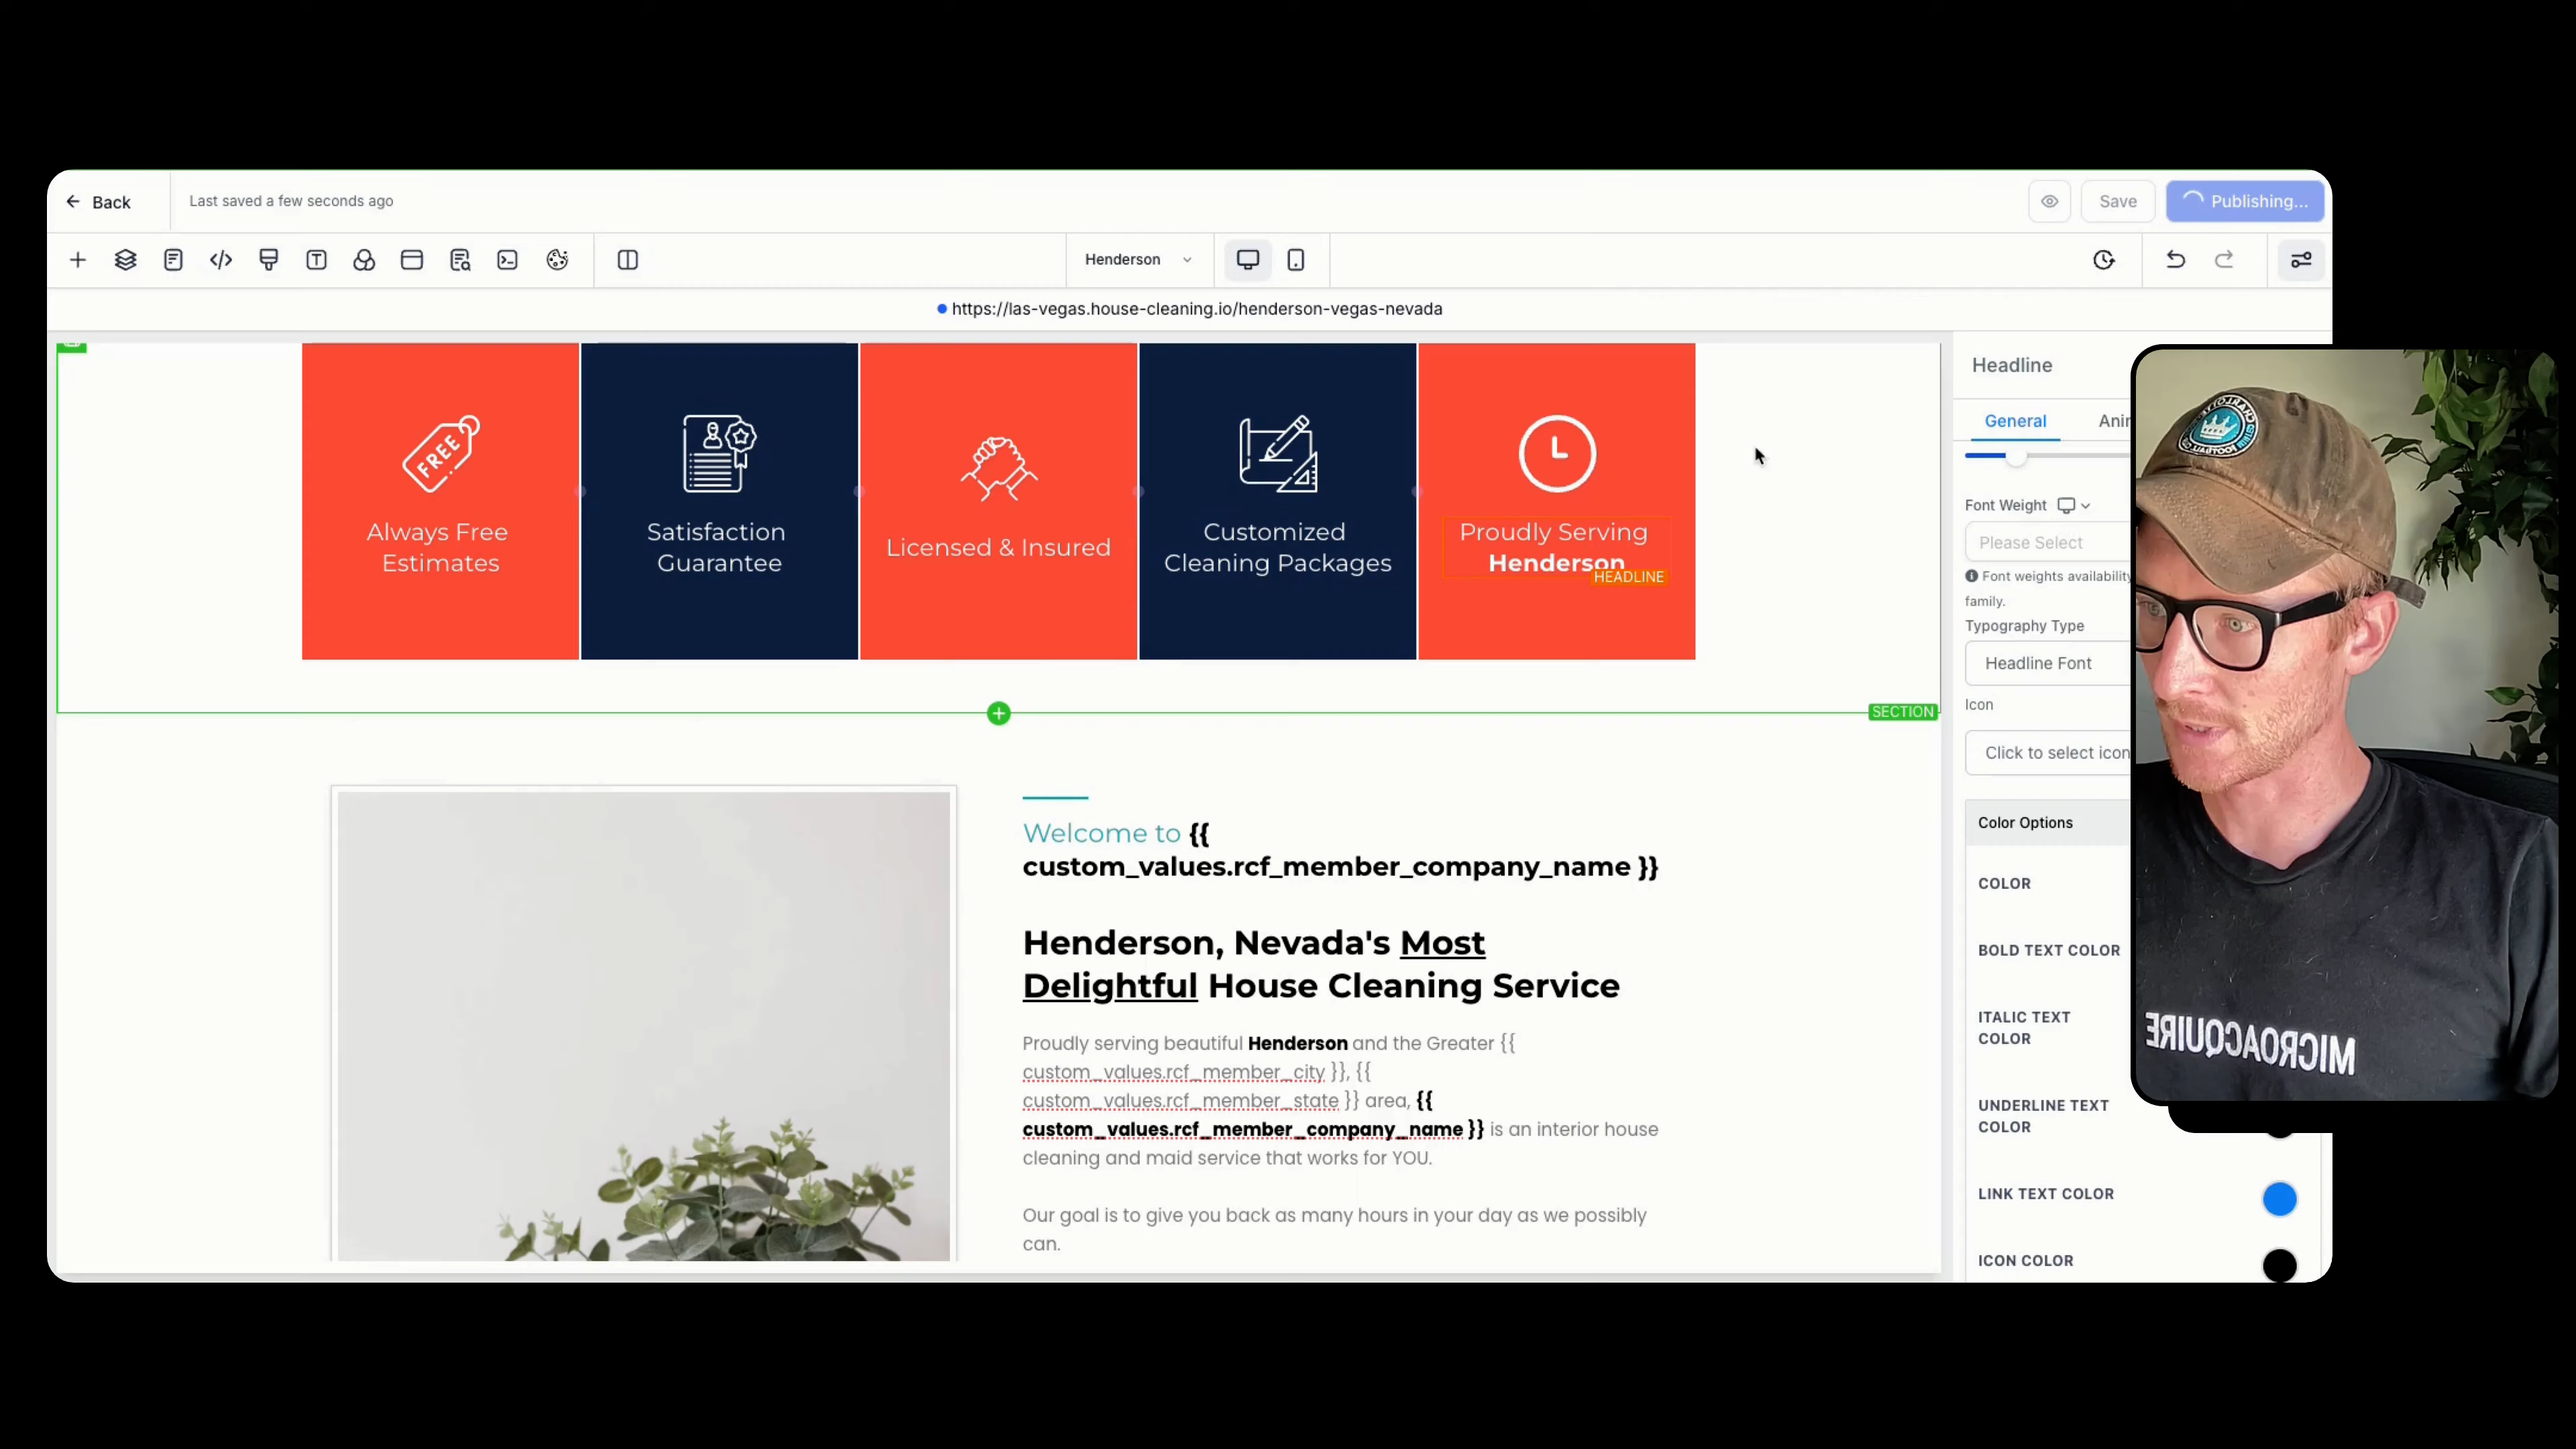 Back
Last saved a few seconds ago
Save
Publishing...
Henderson
https://las-vegas.house-cleaning.io/henderson-vegas-nevada
FREE
Always Free
Estimates
Satisfaction
Guarantee
Licensed & Insured
Customized
Cleaning Packages
Proudly Serving
Henderson
HEADLINE
SECTION
Welcome to {{
custom_values.rcf_member_company_name }}
Henderson, Nevada's Most
Delightful House Cleaning Service
Proudly serving beautiful Henderson and the Greater {{
custom_values.rcf_member_city }}, {{
custom_values.rcf_member_state }} area, {{
custom_values.rcf_member_company_name }} is an interior house
cleaning and maid service that works for YOU.
Our goal is to give you back as many hours in your day as we possibly
can.
Headline
General
Font Weight
Please Select
Font weights availability
family.
Typography Type
Headline Font
Icon
Click to select icon
Color Options
COLOR
BOLD TEXT COLOR
ITALIC TEXT
COLOR
UNDERLINE TEXT
COLOR
LINK TEXT COLOR
ICON COLOR
MICROACQUIRE